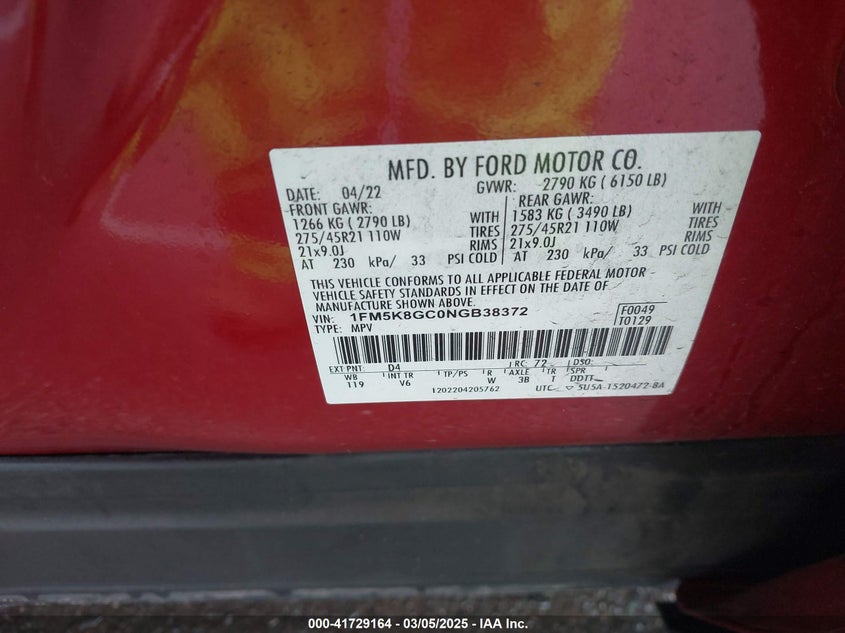 MFD. BY FORD MOTOR CO.
DATE: 04/22 GVWR: 2790 KG ( 6150 LB)
FRONT GAWR: REAR GAWR:
1266 KG ( 2790 LB) WITH 1583 KG ( 3490 LB) WITH
275/45R21 110W TIRES 275/45R21 110W TIRES
21x9.0J RIMS 21x9.0J RIMS
AT 230 kPa/ 33 PSI COLD AT 230 kPa/ 33 PSI COLD
THIS VEHICLE CONFORMS TO ALL APPLICABLE FEDERAL MOTOR
VEHICLE SAFETY STANDARDS IN EFFECT ON THE DATE OF
MANUFACTURE SHOWN ABOVE.
VIN: 1FM5K8GC0NGB38372 F0049
TYPE: MPV T0129
EXT PNT: D4 RC: 72 DSO:
WB INT TR TP/PS R AXLE TR SPR
119 V6 W 3B T DDTT
1202204205762 UTC ▽ 5U5A-1520472-BA
000-41729164 — 03/05/2025 — IAA Inc.